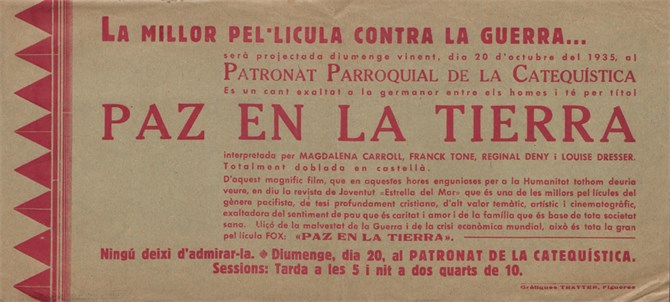 LA MILLOR PEL·LICULA CONTRA LA GUERRA...
serà projectada diumenge vinent, dia 20 d'octubre del 1935, al
PATRONAT PARROQUIAL DE LA CATEQUÍSTICA
Es un cant exaltat a la germanor entre els homes i té per títol
PAZ EN LA TIERRA
interpretada per MAGDALENA CARROLL, FRANCK TONE, REGINAL DENY i LOUISE DRESSER.
Totalment doblada en castellà.
D'aquest magnífic film, que en aquestes hores engunioses per a la Humanitat tothom deuria
veure, en diu la revista de Joventut «Estrella del Mar» que és una de les millors pel·lícules del
gènere pacifista, de tesi profundament cristiana, d'alt valor temàtic, artístic i cinematogràfic,
exaltadora del sentiment de pau que és caritat i amor i de la família que és base de tota societat
sana. Lliçó de la malvestat de la Guerra i de la crisi econòmica mundial, això és tota la gran
pel·lícula FOX: «PAZ EN LA TIERRA».
Ningú deixi d'admirar-la. Diumenge, dia 20, al PATRONAT DE LA CATEQUÍSTICA.
Sessions: Tarda a les 5 i nit a dos quarts de 10.
Gràfiques TRAYTER, Figueres